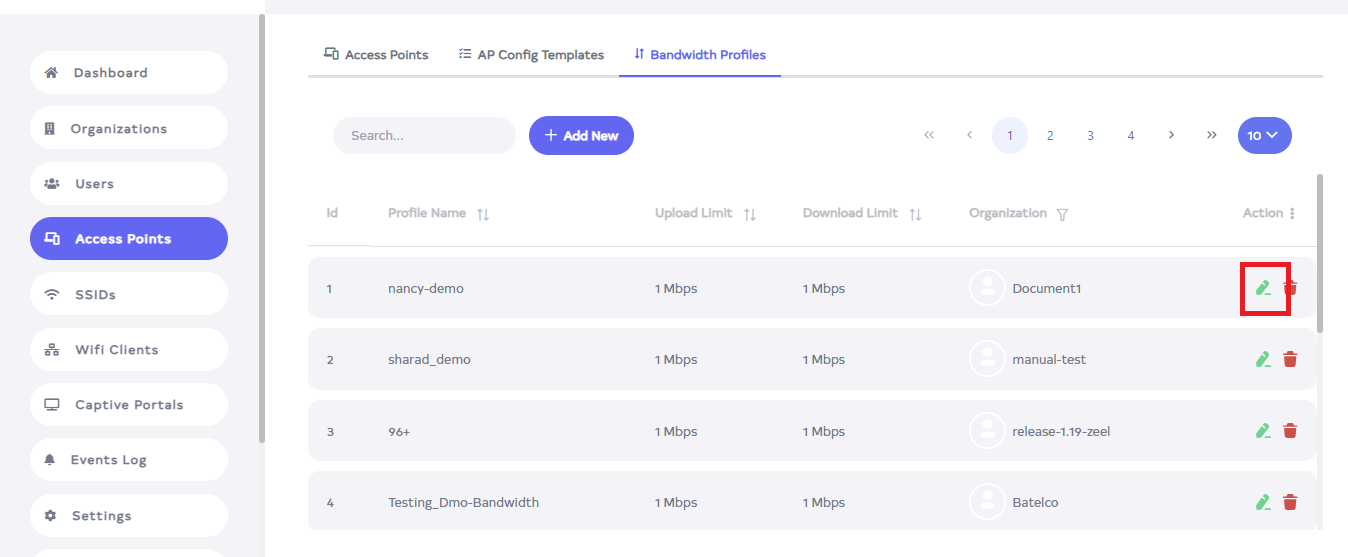 Dashboard
Organizations
Users
Access Points
SSIDs
Wifi Clients
Captive Portals
Events Log
Settings
Access Points AP Config Templates Bandwidth Profiles
Search... + Add New << < 1 2 3 4 > >> 10
Id Profile Name Upload Limit Download Limit Organization Action
1 nancy-demo 1 Mbps 1 Mbps Document1
2 sharad_demo 1 Mbps 1 Mbps manual-test
3 96+ 1 Mbps 1 Mbps release-1.19-zeel
4 Testing_Dmo-Bandwidth 1 Mbps 1 Mbps Batelco